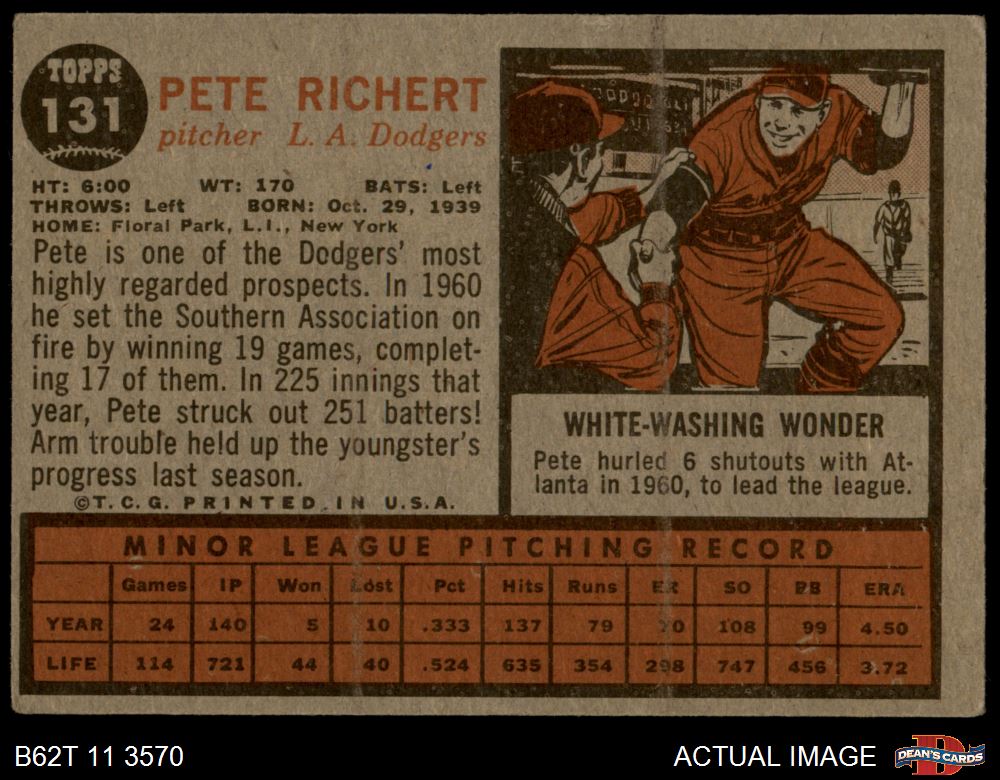 TOPPS
131
PETE RICHERT
pitcher L. A. Dodgers
HT: 6:00 WT: 170 BATS: Left
THROWS: Left BORN: Oct. 29, 1939
HOME: Floral Park, L.I., New York
Pete is one of the Dodgers' most
highly regarded prospects. In 1960
he set the Southern Association on
fire by winning 19 games, complet-
ing 17 of them. In 225 innings that
year, Pete struck out 251 batters!
Arm trouble held up the youngster's
progress last season.
©T.C.G. PRINTED IN U.S.A.
WHITE-WASHING WONDER
Pete hurled 6 shutouts with At-
lanta in 1960, to lead the league.
MINOR LEAGUE PITCHING RECORD
Games IP Won Lost Pct Hits Runs ER SO BB ERA
YEAR 24 140 5 10 .333 137 79 70 108 99 4.50
LIFE 114 721 44 40 .524 635 354 298 747 456 3.72
B62T 11 3570
ACTUAL IMAGE
DEAN'S CARDS